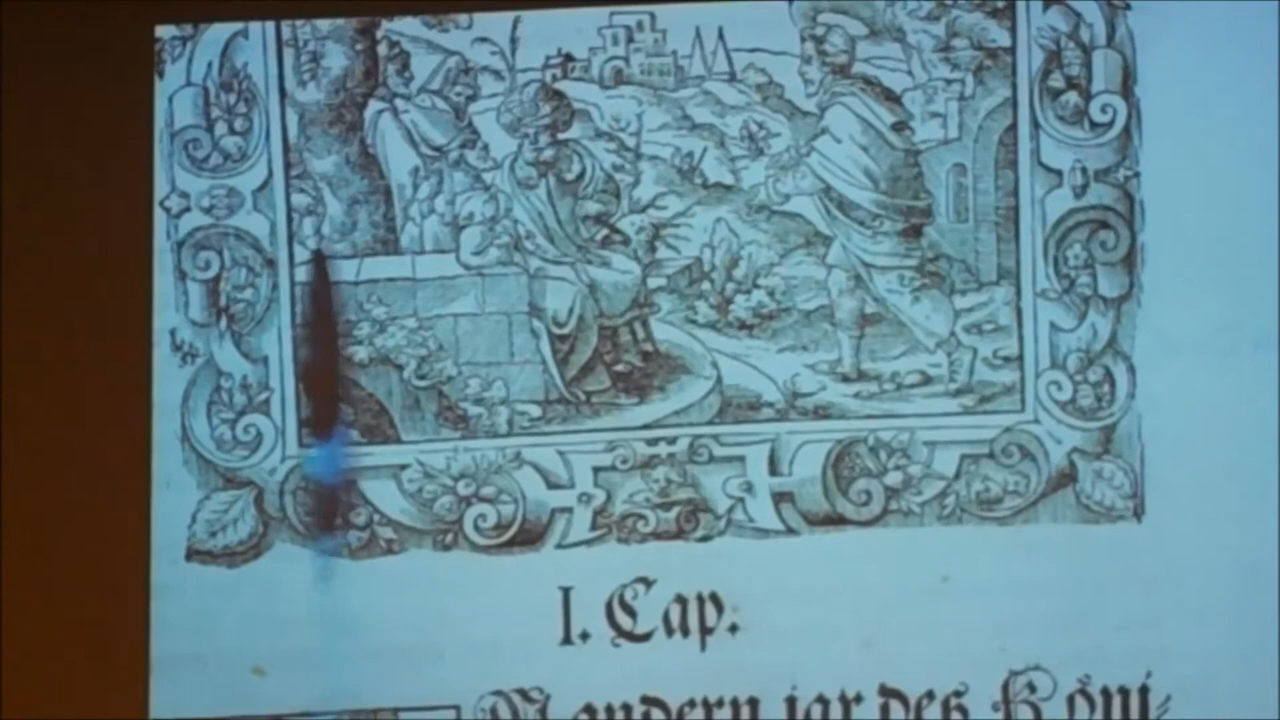 I. Cap.
M andern jar des Köni-